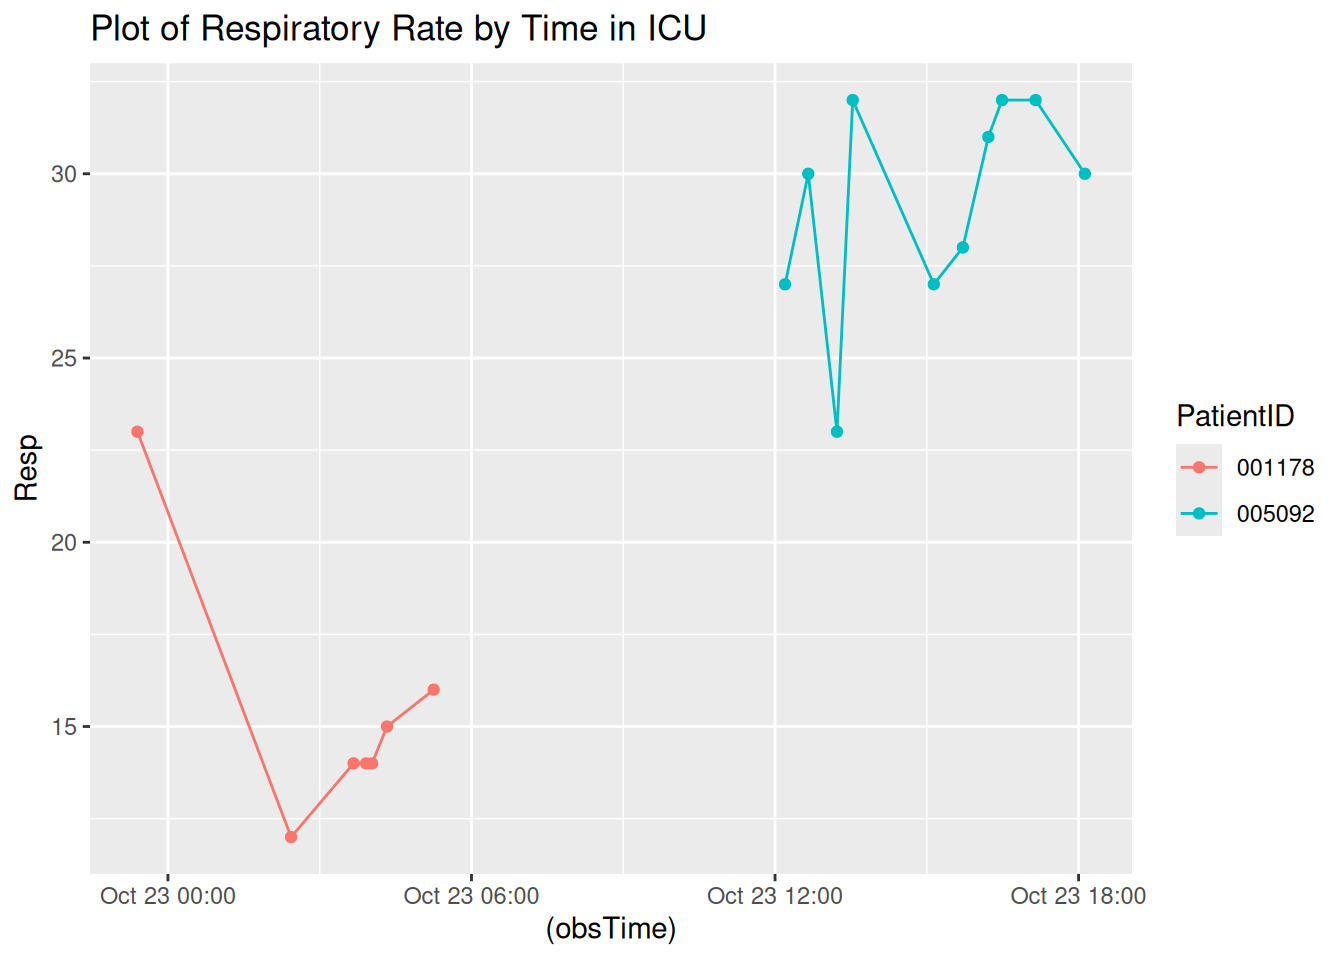 Plot of Respiratory Rate by Time in ICU
30
25
20
15
Resp
Oct 23 00:00
Oct 23 06:00
Oct 23 12:00
Oct 23 18:00
(obsTime)
PatientID
001178
005092